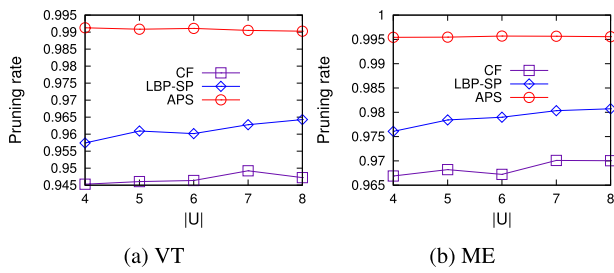 Pruning rate
0.995
0.99
0.985
0.98
0.975
0.97
0.965
0.96
0.955
0.95
0.945
4 5 6 7 8
|U|
CF
LBP-SP
APS
(a) VT
Pruning rate
1
0.995
0.99
0.985
0.98
0.975
0.97
0.965
4 5 6 7 8
|U|
CF
LBP-SP
APS
(b) ME